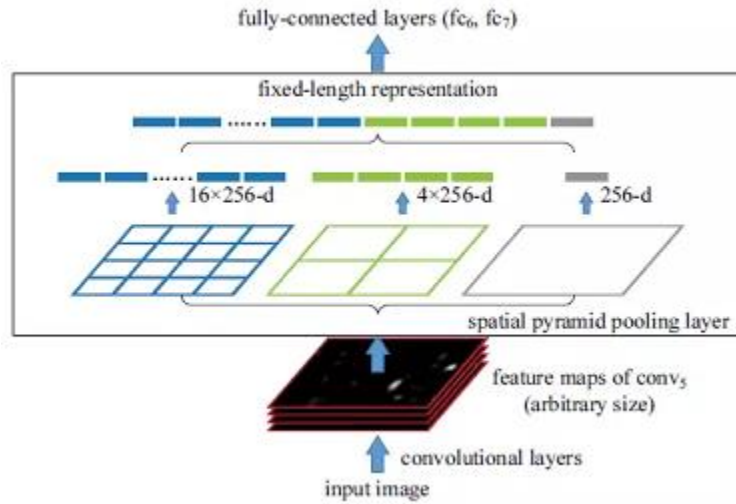 fully-connected layers (fc₆, fc₇)
fixed-length representation
16×256-d
4×256-d
256-d
spatial pyramid pooling layer
feature maps of conv₅
(arbitrary size)
convolutional layers
input image